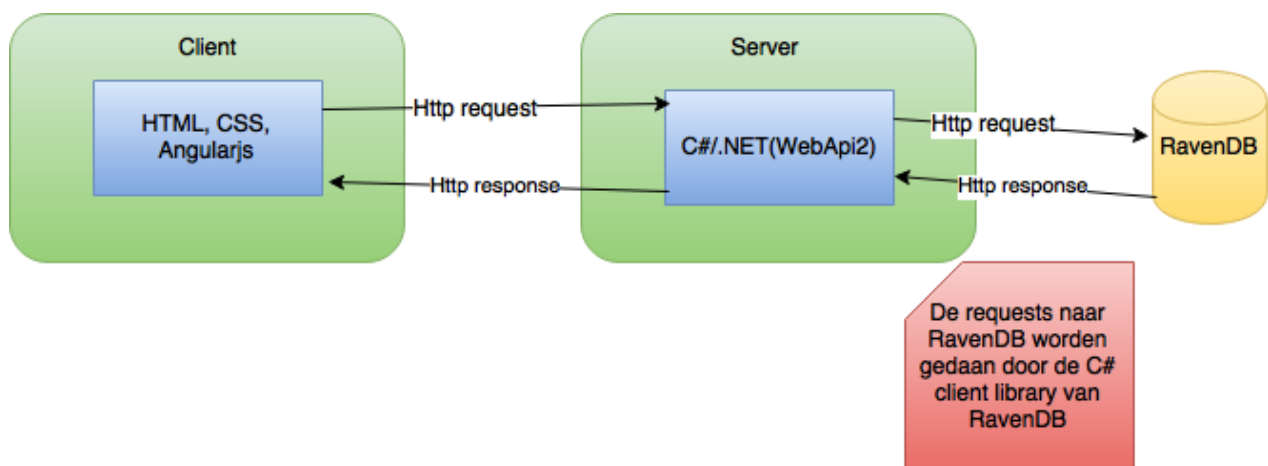 Client
Server
HTML, CSS,
Angularjs
Http request
Http response
C#/.NET(WebApi2)
Http request
Http response
RavenDB
De requests naar
RavenDB worden
gedaan door de C#
client library van
RavenDB